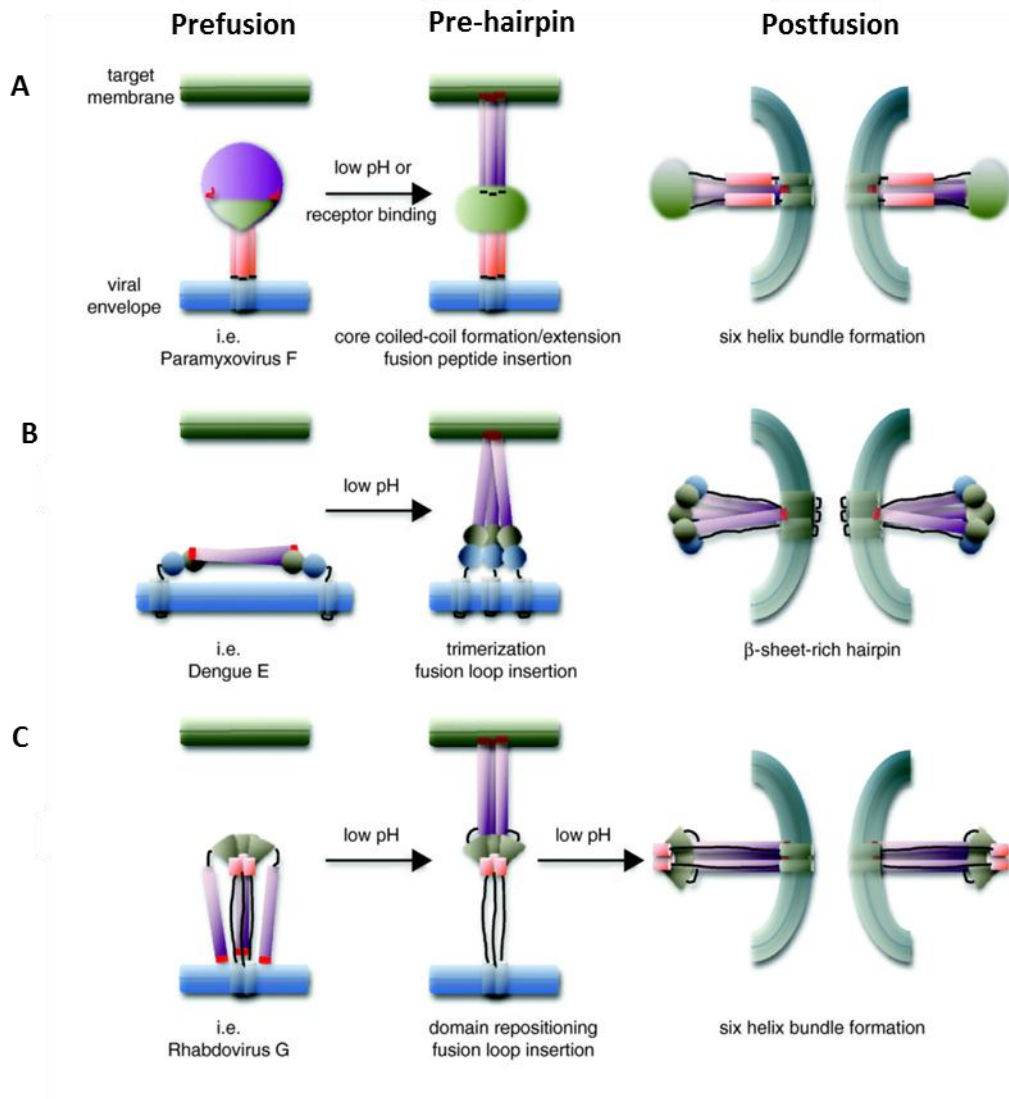 Prefusion
Pre-hairpin
Postfusion
A
target
membrane
low pH or
receptor binding
viral
envelope
i.e.
Paramyxovirus F
core coiled-coil formation/extension
fusion peptide insertion
six helix bundle formation
B
low pH
i.e.
Dengue E
trimerization
fusion loop insertion
β-sheet-rich hairpin
C
low pH
low pH
i.e.
Rhabdovirus G
domain repositioning
fusion loop insertion
six helix bundle formation